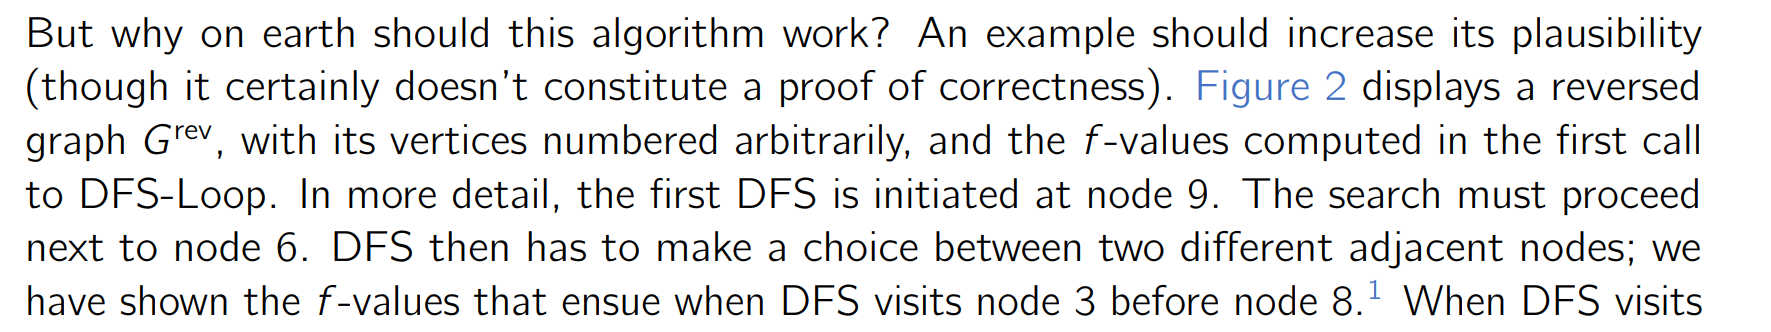 But why on earth should this algorithm work? An example should increase its plausibility
(though it certainly doesn't constitute a proof of correctness). Figure 2 displays a reversed
graph G^rev, with its vertices numbered arbitrarily, and the f-values computed in the first call
to DFS-Loop. In more detail, the first DFS is initiated at node 9. The search must proceed
next to node 6. DFS then has to make a choice between two different adjacent nodes; we
have shown the f-values that ensue when DFS visits node 3 before node 8.¹ When DFS visits